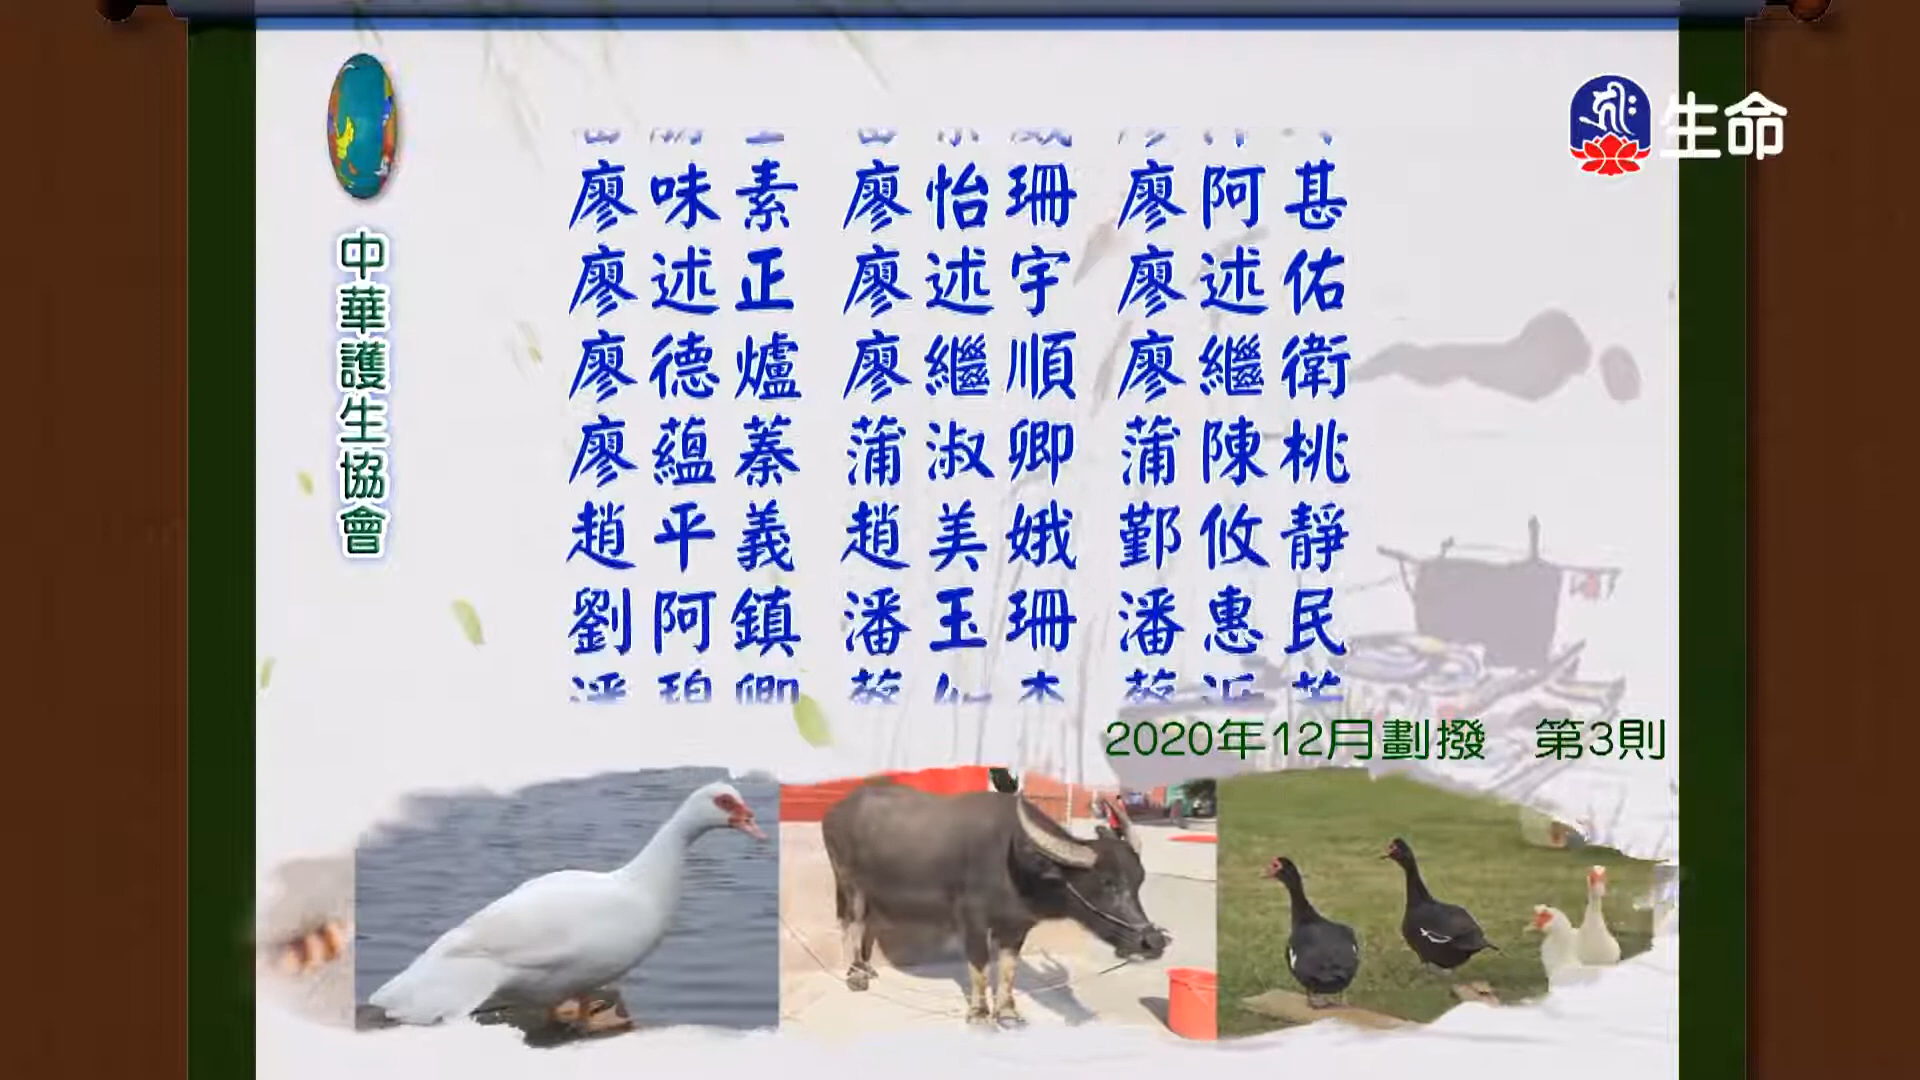 生命
中華護生協會
廖味素 廖怡珊 廖阿甚
廖述正 廖述宇 廖述佑
廖德爐 廖繼順 廖繼衛
廖蘊蓁 蒲淑卿 蒲陳桃
趙平義 趙美娥 鄞攸靜
劉阿鎮 潘玉珊 潘惠民
2020年12月劃撥 第3則